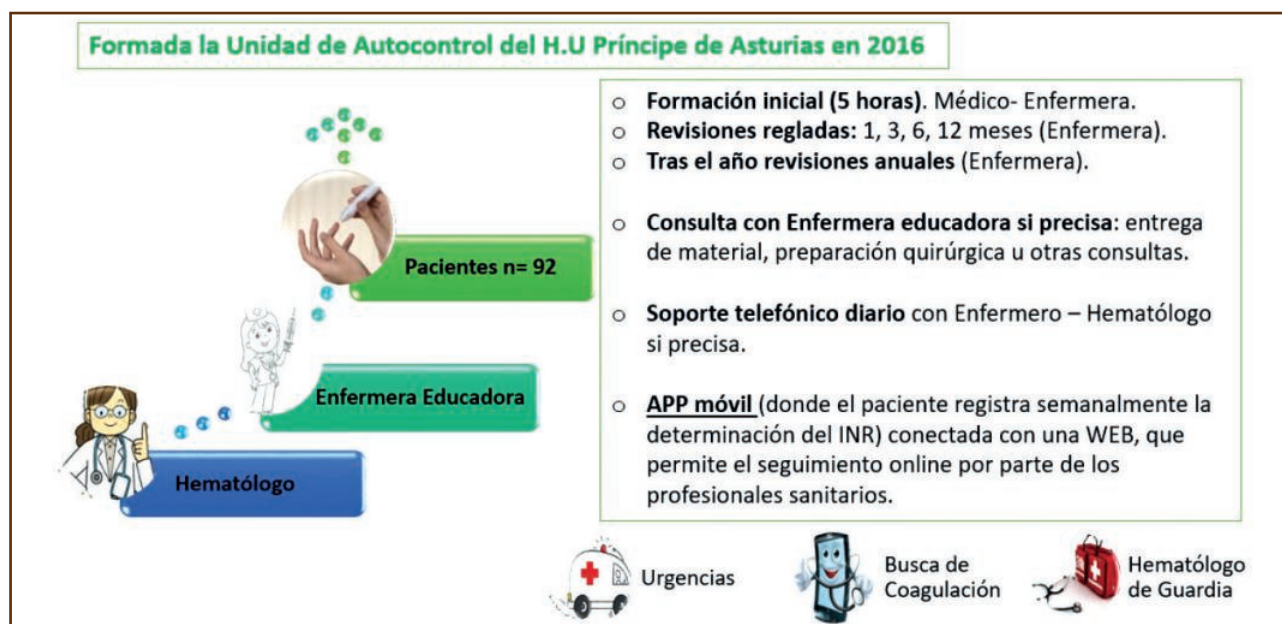 Formada la Unidad de Autocontrol del H.U Príncipe de Asturias en 2016
Pacientes n= 92
Enfermera Educadora
Hematólogo
o Formación inicial (5 horas). Médico- Enfermera.
o Revisiones regladas: 1, 3, 6, 12 meses (Enfermera).
o Tras el año revisiones anuales (Enfermera).
o Consulta con Enfermera educadora si precisa: entrega
de material, preparación quirúrgica u otras consultas.
o Soporte telefónico diario con Enfermero – Hematólogo
si precisa.
o APP móvil (donde el paciente registra semanalmente la
determinación del INR) conectada con una WEB, que
permite el seguimiento online por parte de los
profesionales sanitarios.
Urgencias
Busca de
Coagulación
Hematólogo
de Guardia